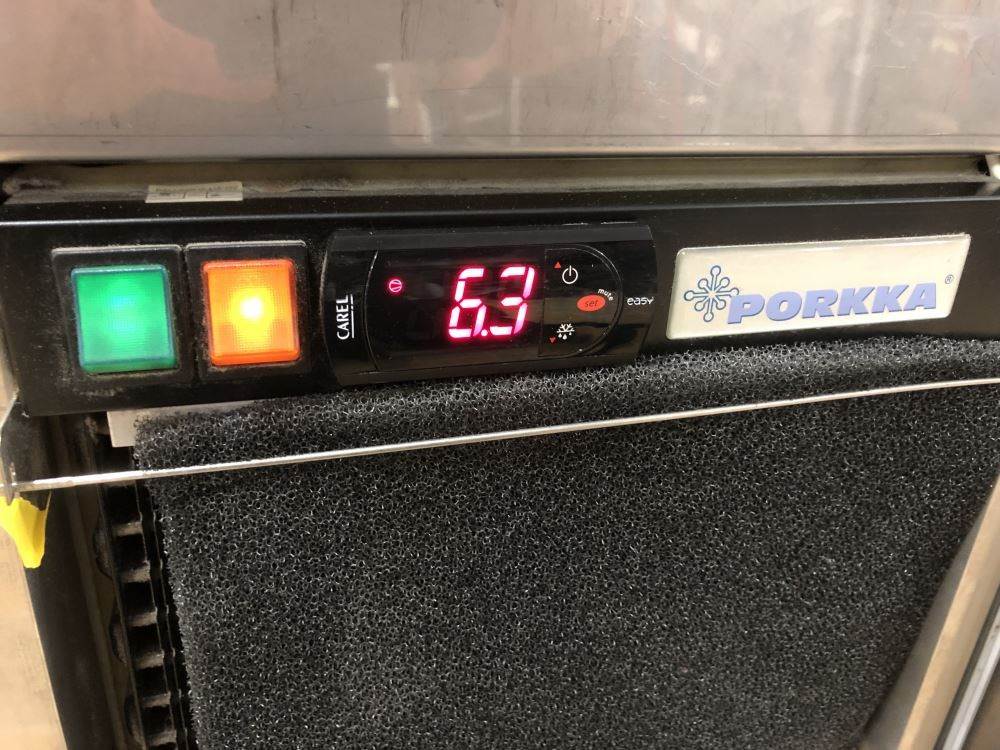 CAREL
6.3
set
mute
easy
PORKKA®